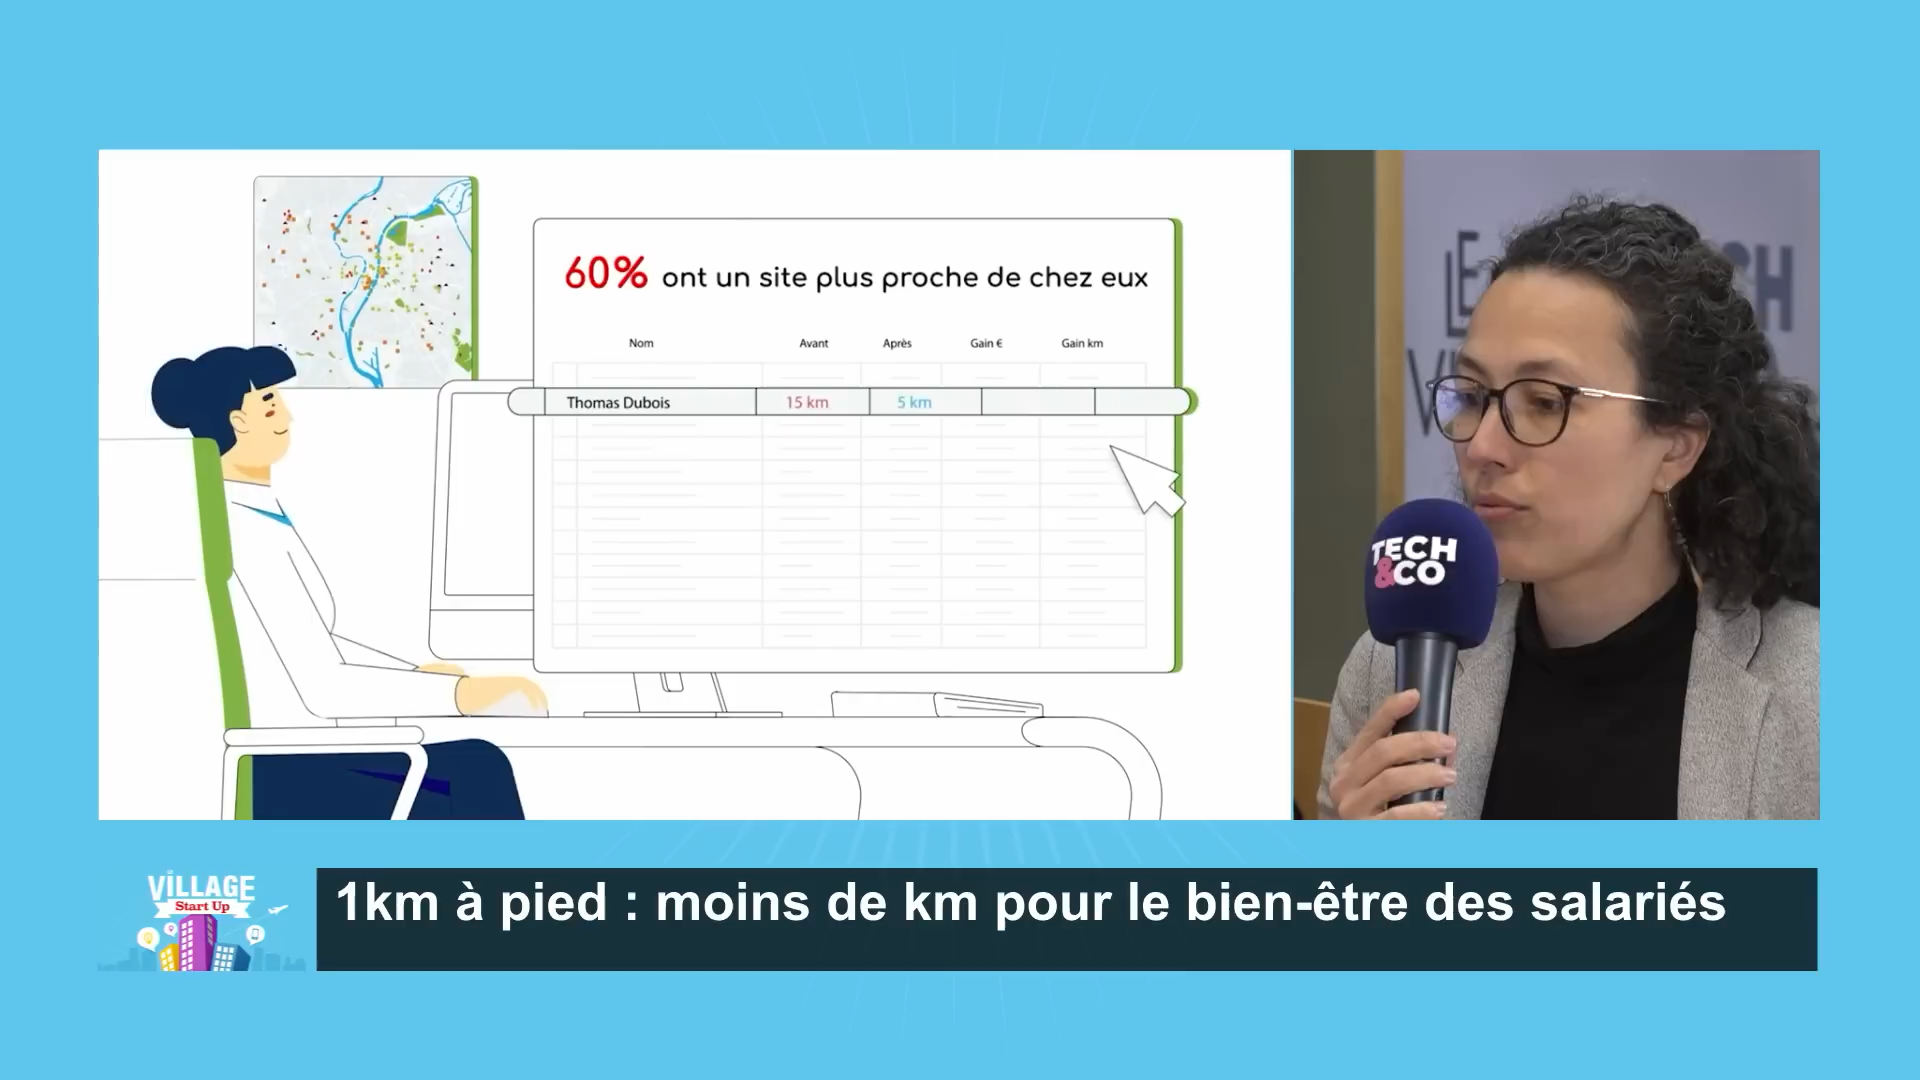 60% ont un site plus proche de chez eux
Nom Avant Après Gain € Gain km
Thomas Dubois 15 km 5 km
TECH
&CO
VILLAGE
Start Up
1km à pied : moins de km pour le bien-être des salariés